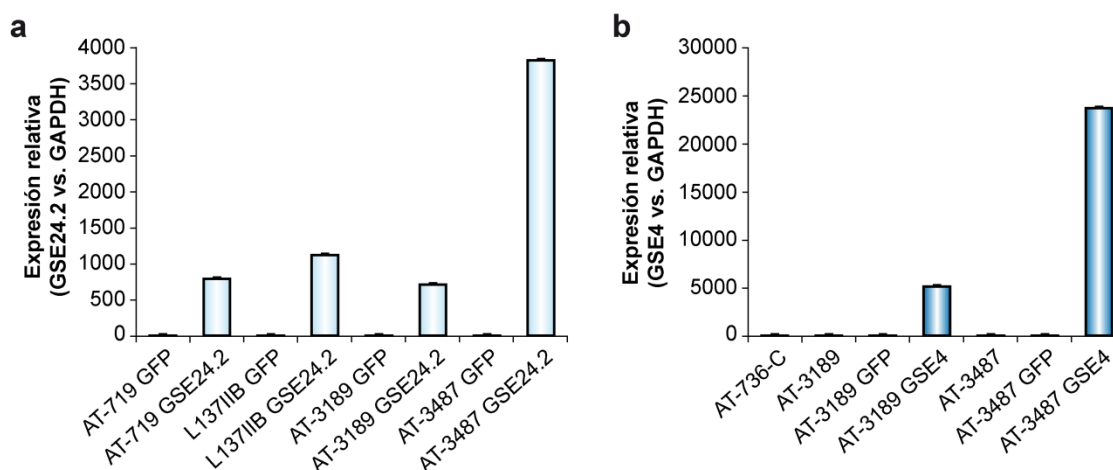 a
Expresión relativa
(GSE24.2 vs. GAPDH)
4000
3500
3000
2500
2000
1500
1000
500
0
AT-719 GFP
AT-719 GSE24.2
L137IIB GFP
L137IIB GSE24.2
AT-3189 GFP
AT-3189 GSE24.2
AT-3487 GFP
AT-3487 GSE24.2
b
Expresión relativa
(GSE4 vs. GAPDH)
30000
25000
20000
15000
10000
5000
0
AT-736-C
AT-3189
AT-3189 GFP
AT-3189 GSE4
AT-3487
AT-3487 GFP
AT-3487 GSE4